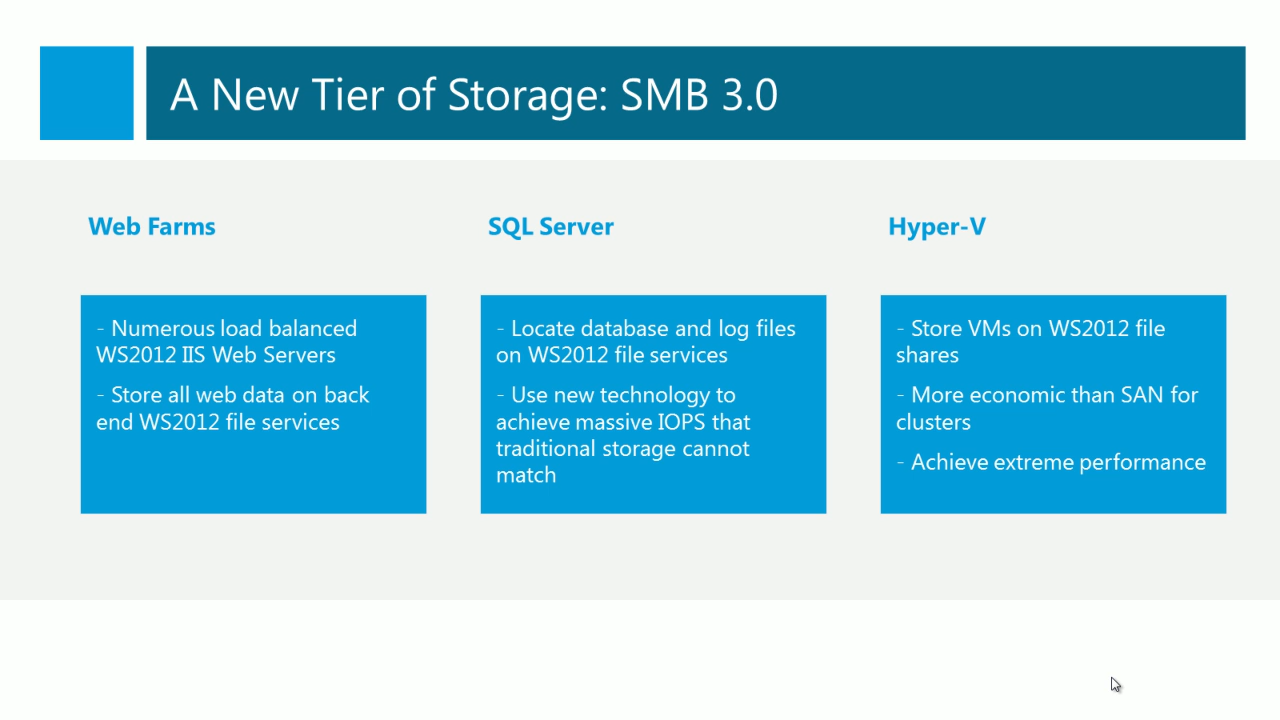 A New Tier of Storage: SMB 3.0
Web Farms
- Numerous load balanced
WS2012 IIS Web Servers
- Store all web data on back
end WS2012 file services
SQL Server
- Locate database and log files
on WS2012 file services
- Use new technology to
achieve massive IOPS that
traditional storage cannot
match
Hyper-V
- Store VMs on WS2012 file
shares
- More economic than SAN for
clusters
- Achieve extreme performance